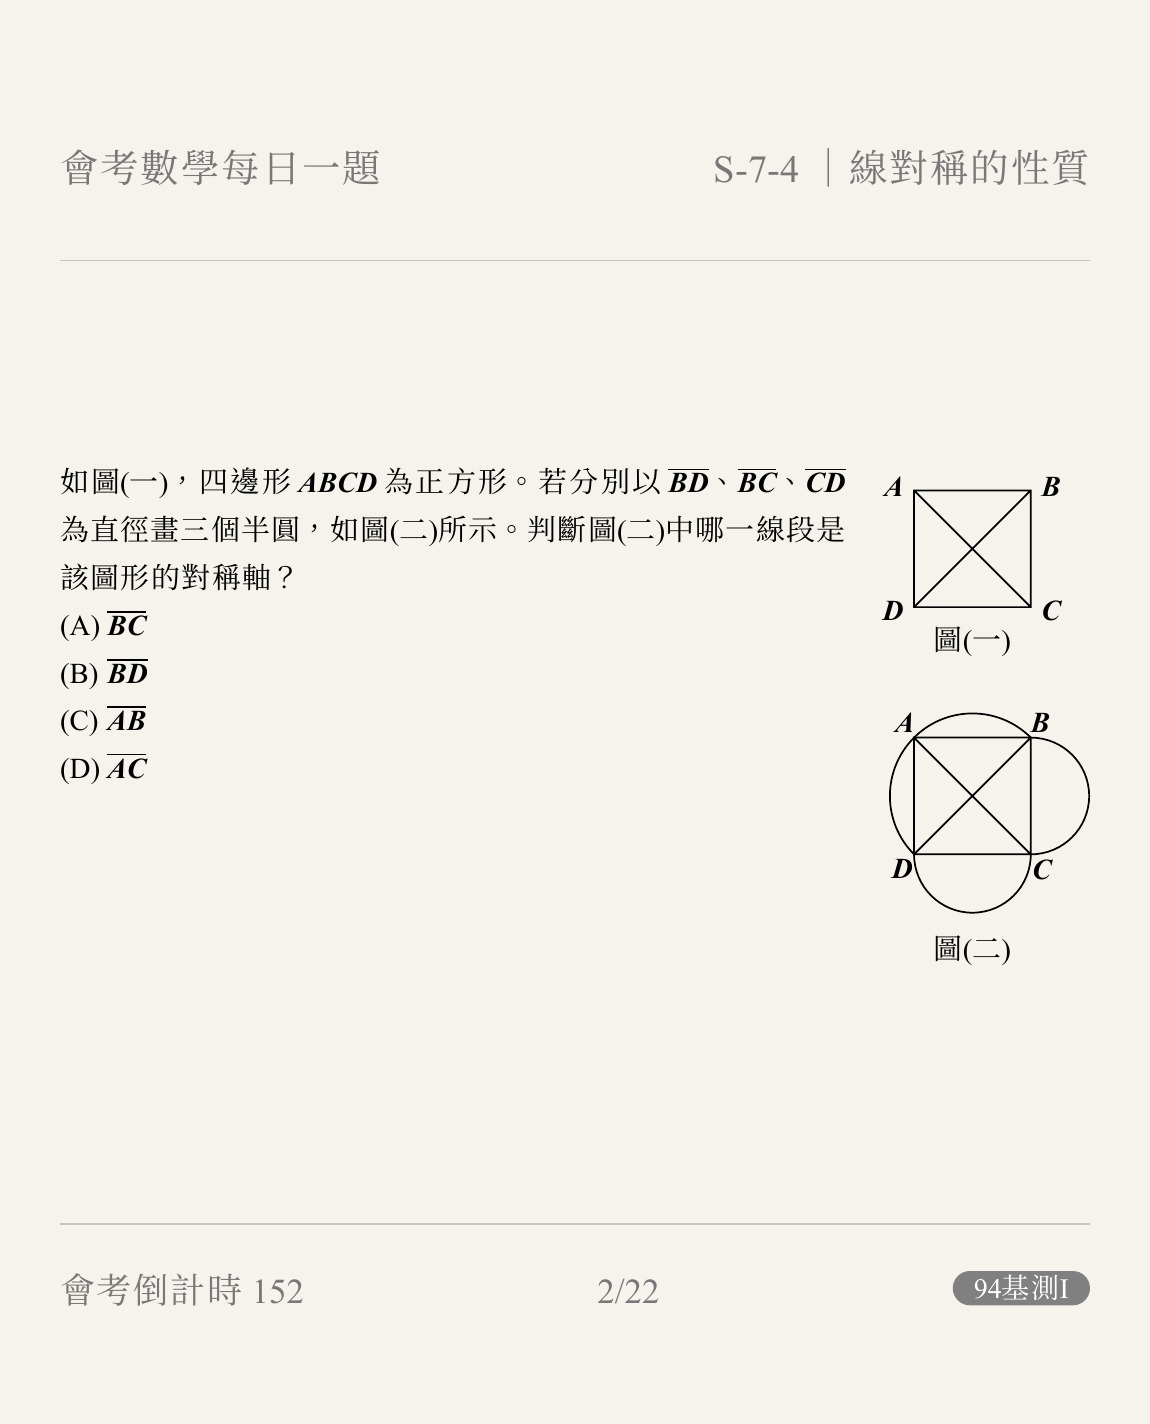 會考數學每日一題
S-7-4｜線對稱的性質
如圖(一)，四邊形 ABCD 為正方形。若分別以 BD、BC、CD
為直徑畫三個半圓，如圖(二)所示。判斷圖(二)中哪一線段是
該圖形的對稱軸？
(A) BC
(B) BD
(C) AB
(D) AC
A
B
D
C
圖(一)
A
B
D
C
圖(二)
會考倒計時 152
2/22
94基測I